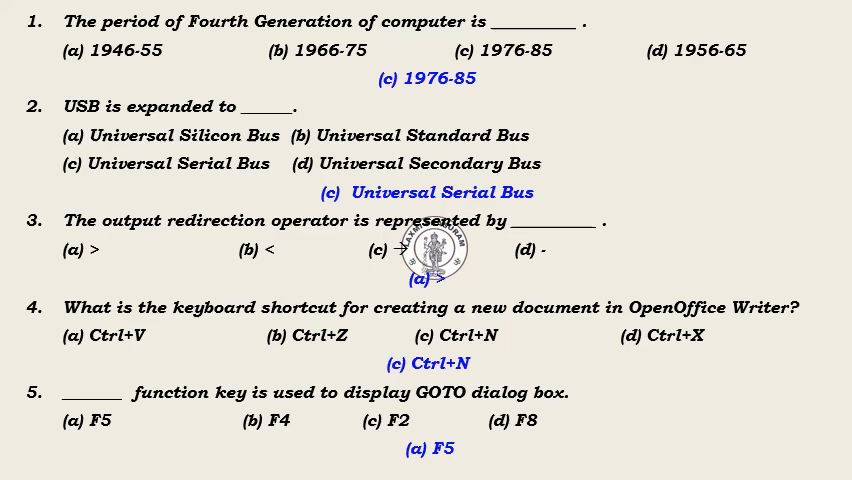 1. The period of Fourth Generation of computer is __________ .
(a) 1946-55 (b) 1966-75 (c) 1976-85 (d) 1956-65
(c) 1976-85
2. USB is expanded to ______.
(a) Universal Silicon Bus (b) Universal Standard Bus
(c) Universal Serial Bus (d) Universal Secondary Bus
(c) Universal Serial Bus
3. The output redirection operator is represented by __________ .
(a) > (b) < (c) → (d) -
(a) >
4. What is the keyboard shortcut for creating a new document in OpenOffice Writer?
(a) Ctrl+V (b) Ctrl+Z (c) Ctrl+N (d) Ctrl+X
(c) Ctrl+N
5. _______ function key is used to display GOTO dialog box.
(a) F5 (b) F4 (c) F2 (d) F8
(a) F5